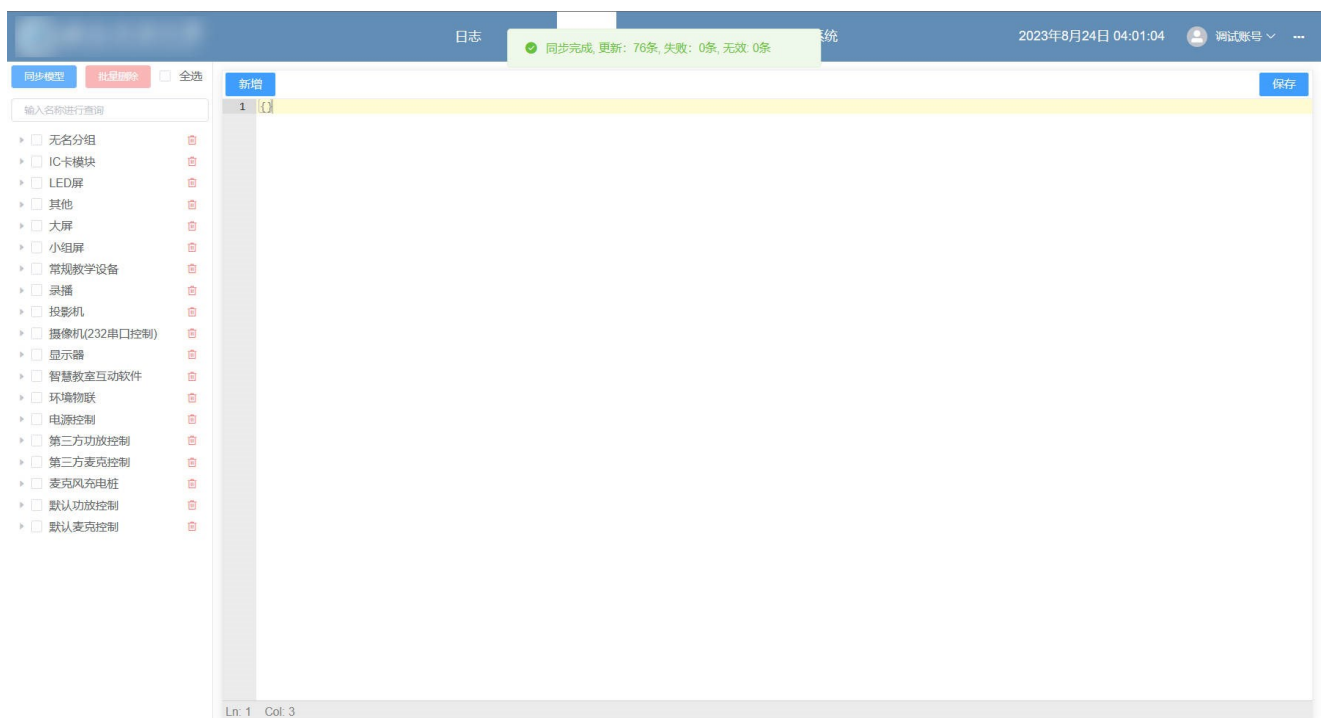 日志
同步完成, 更新：76条, 失败：0条, 无效: 0条
系统
2023年8月24日 04:01:04
调试账号
同步模型
批量删除
全选
新增
保存
输入名称进行查询
1 {}
无名分组
IC卡模块
LED屏
其他
大屏
小组屏
常规教学设备
录播
投影机
摄像机(232串口控制)
显示器
智慧教室互动软件
环境物联
电源控制
第三方功放控制
第三方麦克控制
麦克风充电桩
默认功放控制
默认麦克控制
Ln: 1 Col: 3